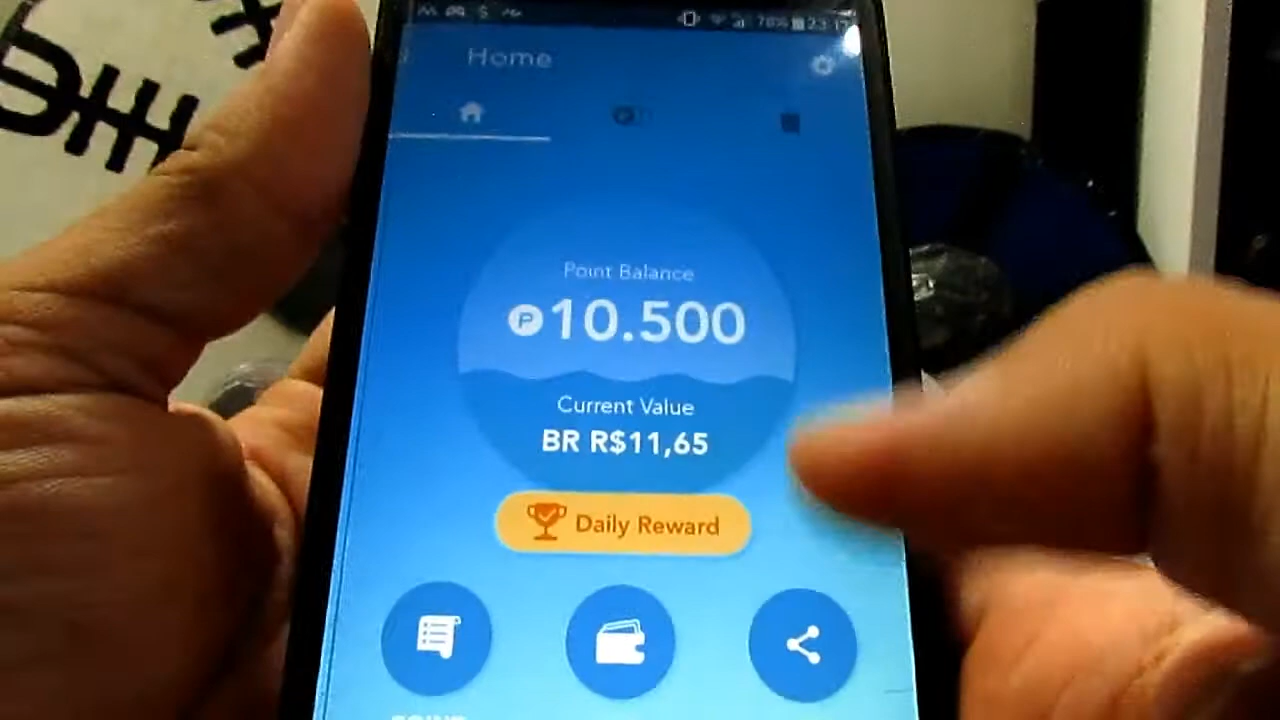 Home
Point Balance
P 10.500
Current Value
BR R$11,65
Daily Reward